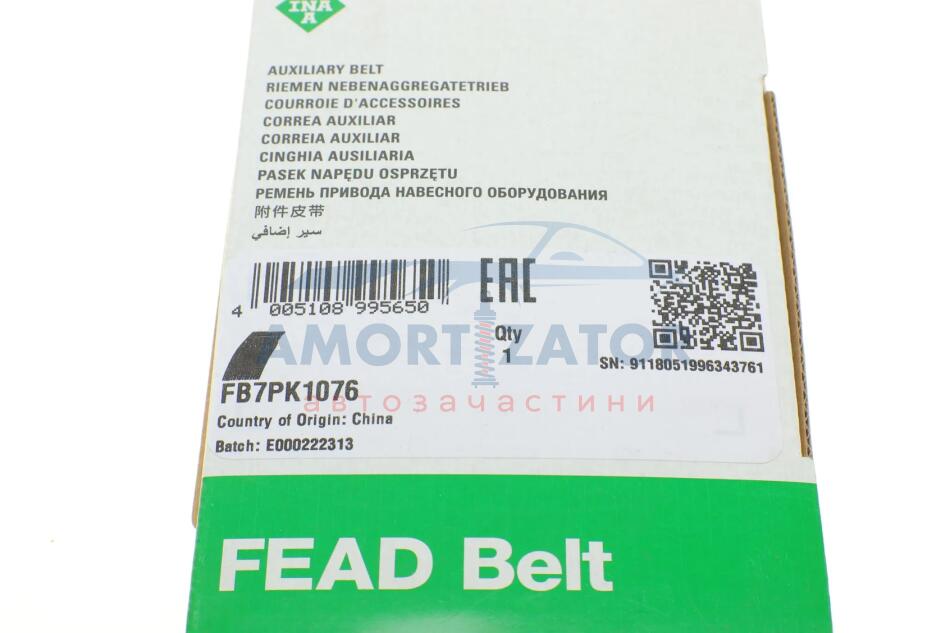 INA
A
AUXILIARY BELT
RIEMEN NEBENAGGREGATETRIEB
COURROIE D'ACCESSOIRES
CORREA AUXILIAR
CORREIA AUXILIAR
CINGHIA AUSILIARIA
PASEK NAPĘDU OSPRZĘTU
РЕМЕНЬ ПРИВОДА НАВЕСНОГО ОБОРУДОВАНИЯ
附件皮带
سير إضافي
4 005108 995650
EAC
Qty
1
SN: 9118051996343761
AMORTIZATOR
автозачастини
FB7PK1076
Country of Origin: China
Batch: E000222313
FEAD Belt